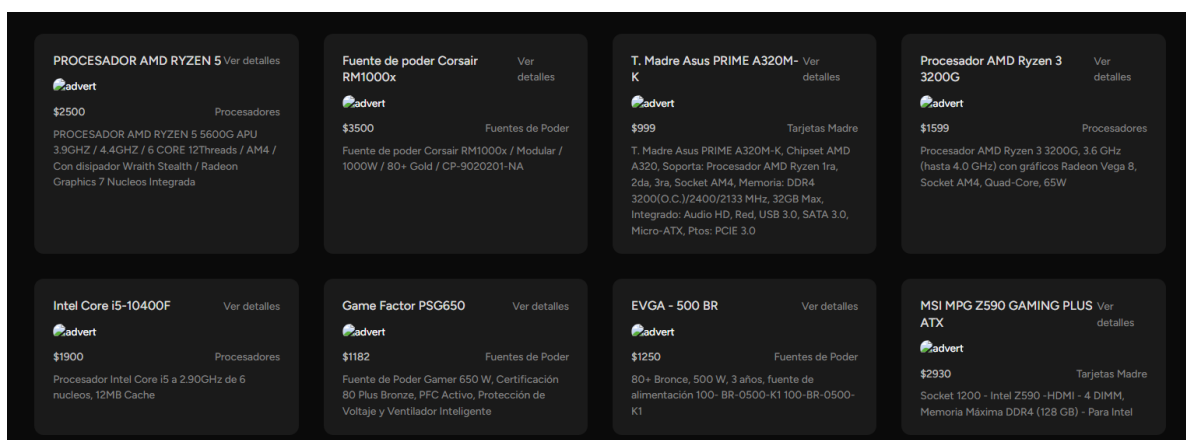 PROCESADOR AMD RYZEN 5 Ver detalles
advert
$2500 Procesadores
PROCESADOR AMD RYZEN 5 5600G APU
3.9GHZ / 4.4GHZ / 6 CORE 12Threads / AM4 /
Con disipador Wraith Stealth / Radeon
Graphics 7 Nucleos Integrada
Fuente de poder Corsair Ver
RM1000x detalles
advert
$3500 Fuentes de Poder
Fuente de poder Corsair RM1000x / Modular /
1000W / 80+ Gold / CP-9020201-NA
T. Madre Asus PRIME A320M- Ver
K detalles
advert
$999 Tarjetas Madre
T. Madre Asus PRIME A320M-K, Chipset AMD
A320, Soporta: Procesador AMD Ryzen 1ra,
2da, 3ra, Socket AM4, Memoria: DDR4
3200(O.C.)/2400/2133 MHz, 32GB Max,
Integrado: Audio HD, Red, USB 3.0, SATA 3.0,
Micro-ATX, Ptos: PCIE 3.0
Procesador AMD Ryzen 3 Ver
3200G detalles
advert
$1599 Procesadores
Procesador AMD Ryzen 3 3200G, 3.6 GHz
(hasta 4.0 GHz) con gráficos Radeon Vega 8,
Socket AM4, Quad-Core, 65W
Intel Core i5-10400F Ver detalles
advert
$1900 Procesadores
Procesador Intel Core i5 a 2.90GHz de 6
nucleos, 12MB Cache
Game Factor PSG650 Ver detalles
advert
$1182 Fuentes de Poder
Fuente de Poder Gamer 650 W, Certificación
80 Plus Bronze, PFC Activo, Protección de
Voltaje y Ventilador Inteligente
EVGA - 500 BR Ver detalles
advert
$1250 Fuentes de Poder
80+ Bronce, 500 W, 3 años, fuente de
alimentación 100- BR-0500-K1 100-BR-0500-
K1
MSI MPG Z590 GAMING PLUS Ver
ATX detalles
advert
$2930 Tarjetas Madre
Socket 1200 - Intel Z590 -HDMI - 4 DIMM,
Memoria Máxima DDR4 (128 GB) - Para Intel